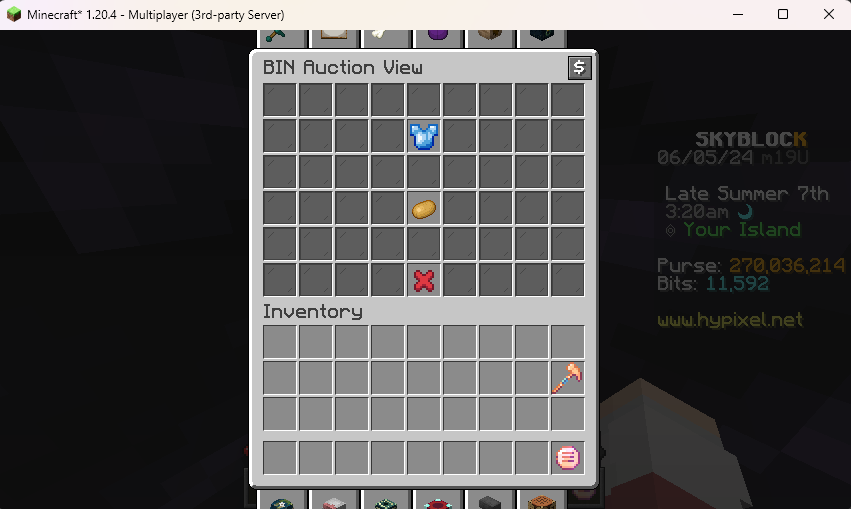 Minecraft* 1.20.4 - Multiplayer (3rd-party Server)
BIN Auction View
$
SKYBLOCK
06/05/24 m19U
Late Summer 7th
3:20am
Your Island
Purse: 270,036,214
Bits: 11,592
www.hypixel.net
Inventory